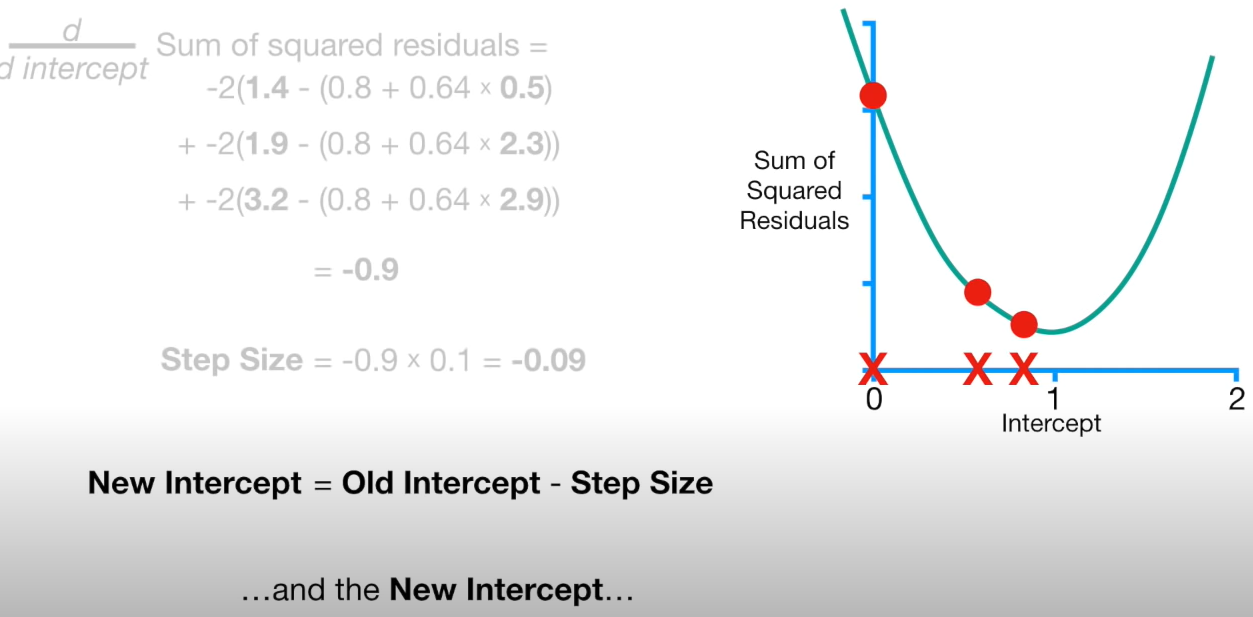 d
d intercept
Sum of squared residuals =
-2(1.4 - (0.8 + 0.64 × 0.5)
+ -2(1.9 - (0.8 + 0.64 × 2.3))
+ -2(3.2 - (0.8 + 0.64 × 2.9))
= -0.9
Step Size = -0.9 × 0.1 = -0.09
Sum of
Squared
Residuals
X X X
0 1 2
Intercept
New Intercept = Old Intercept - Step Size
…and the New Intercept…